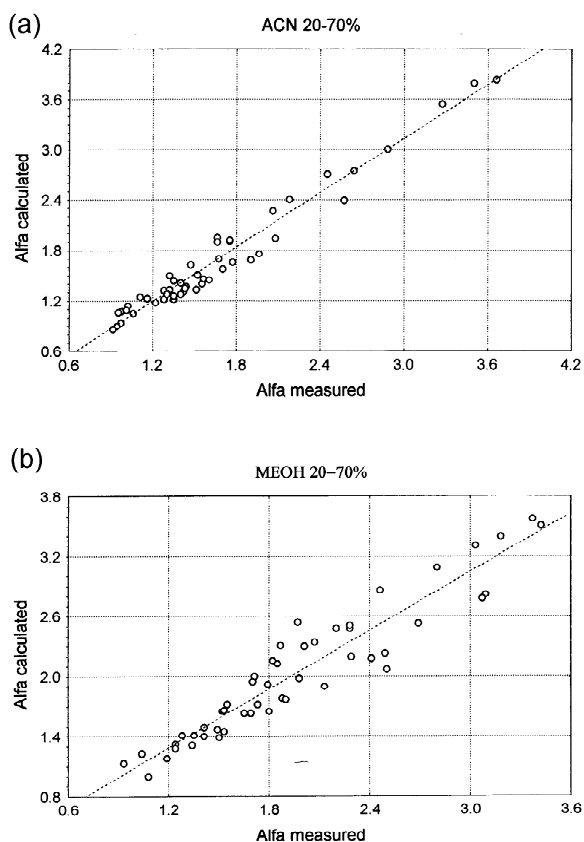 (a)
ACN 20-70%
4.2
3.6
3.0
2.4
1.8
1.2
0.6
Alfa calculated
0.6 1.2 1.8 2.4 3.0 3.6 4.2
Alfa measured
(b)
MEOH 20–70%
3.8
3.2
2.6
2.0
1.4
0.8
Alfa calculated
0.6 1.2 1.8 2.4 3.0 3.6
Alfa measured